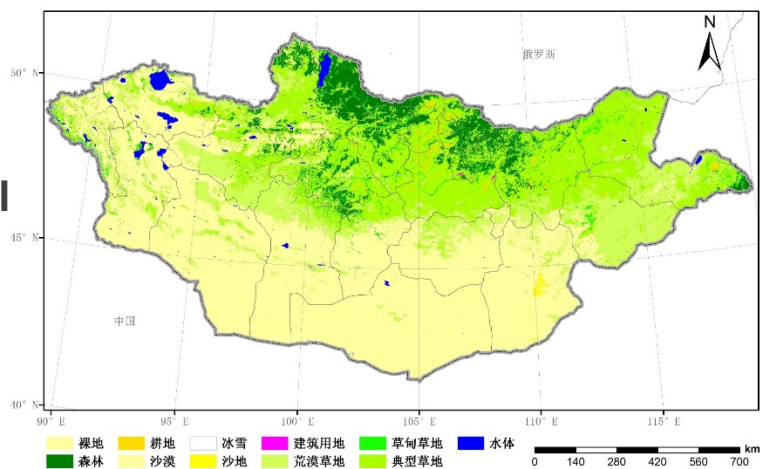 N
俄罗斯
50° N
45° N
中国
40° N
90° E 95° E 100° E 105° E 110° E 115° E
裸地 耕地 冰雪 建筑用地 草甸草地 水体
森林 沙漠 沙地 荒漠草地 典型草地
km
0 140 280 420 560 700